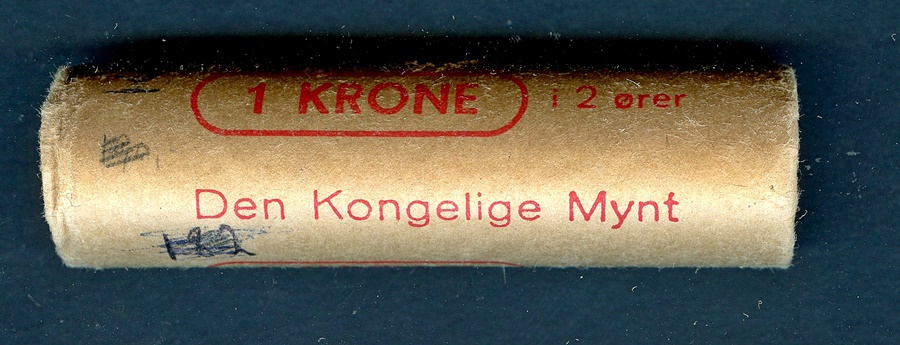 1 KRONE i 2 ører
Den Kongelige Mynt